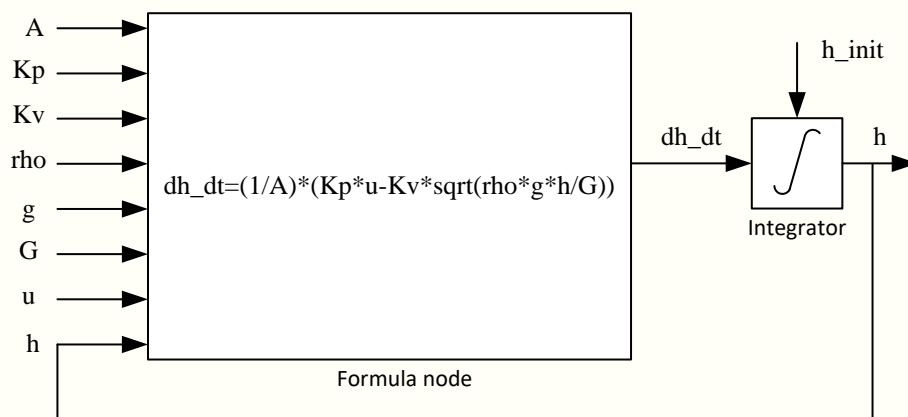 A
Kp
Kv
rho
g
G
u
h
dh_dt=(1/A)*(Kp*u-Kv*sqrt(rho*g*h/G))
Formula node
dh_dt
h_init
h
Integrator